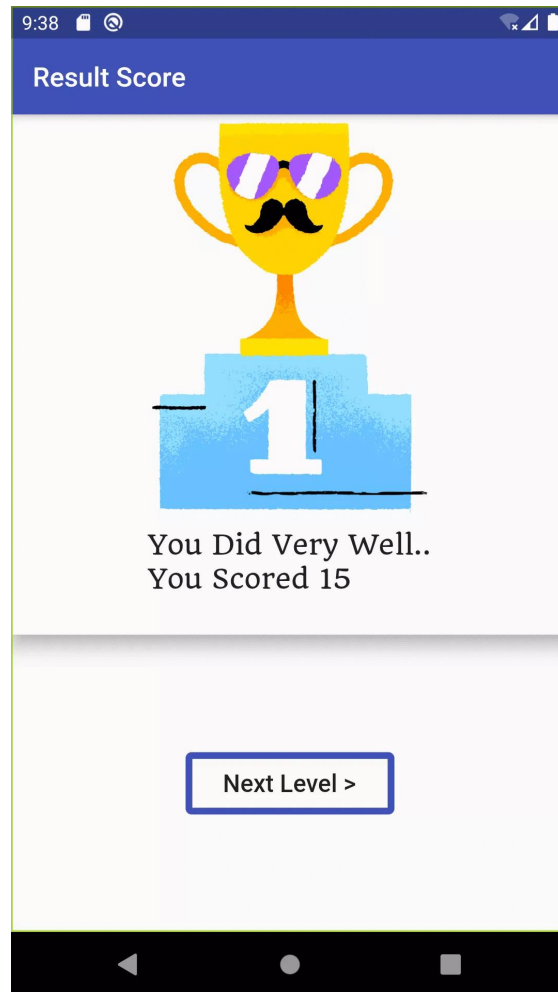 9:38
Result Score
1
You Did Very Well..
You Scored 15
Next Level >